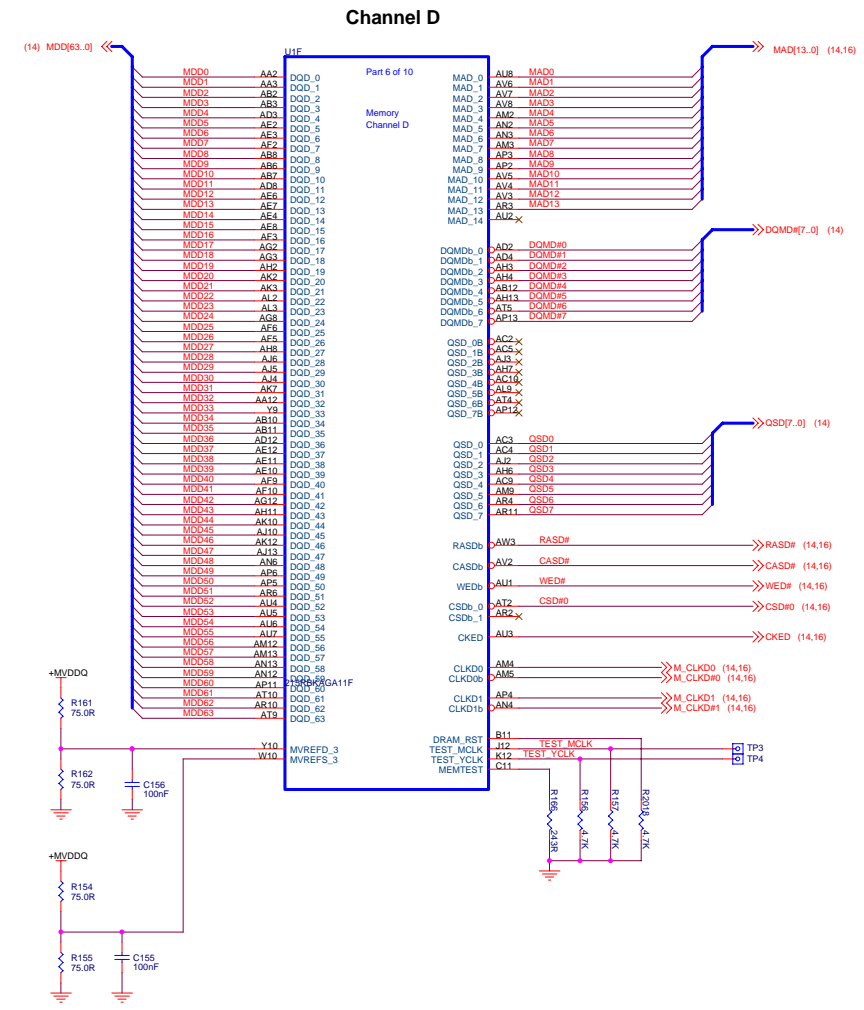 Channel D
(14) MDD[63..0]
U1F
Part 6 of 10
Memory
Channel D
MAD[13..0] (14,16)
MDD0 AA2 DQD_0
MDD1 AA3 DQD_1
MDD2 AB2 DQD_2
MDD3 AB3 DQD_3
MDD4 AD3 DQD_4
MDD5 AE2 DQD_5
MDD6 AE3 DQD_6
MDD7 AF2 DQD_7
MDD8 AB8 DQD_8
MDD9 AB6 DQD_9
MDD10 AB7 DQD_10
MDD11 AD8 DQD_11
MDD12 AE6 DQD_12
MDD13 AE7 DQD_13
MDD14 AE4 DQD_14
MDD15 AE8 DQD_15
MDD16 AF3 DQD_16
MDD17 AG2 DQD_17
MDD18 AG3 DQD_18
MDD19 AH2 DQD_19
MDD20 AK2 DQD_20
MDD21 AK3 DQD_21
MDD22 AL2 DQD_22
MDD23 AL3 DQD_23
MDD24 AG8 DQD_24
MDD25 AF6 DQD_25
MDD26 AF5 DQD_26
MDD27 AH8 DQD_27
MDD28 AJ6 DQD_28
MDD29 AJ5 DQD_29
MDD30 AJ4 DQD_30
MDD31 AK7 DQD_31
MDD32 AA12 DQD_32
MDD33 Y9 DQD_33
MDD34 AB10 DQD_34
MDD35 AB11 DQD_35
MDD36 AD12 DQD_36
MDD37 AE12 DQD_37
MDD38 AE11 DQD_38
MDD39 AE10 DQD_39
MDD40 AF9 DQD_40
MDD41 AF10 DQD_41
MDD42 AG12 DQD_42
MDD43 AH11 DQD_43
MDD44 AK10 DQD_44
MDD45 AJ10 DQD_45
MDD46 AK12 DQD_46
MDD47 AJ13 DQD_47
MDD48 AN6 DQD_48
MDD49 AP6 DQD_49
MDD50 AP5 DQD_50
MDD51 AR6 DQD_51
MDD52 AU4 DQD_52
MDD53 AU5 DQD_53
MDD54 AU6 DQD_54
MDD55 AU7 DQD_55
MDD56 AM12 DQD_56
MDD57 AM13 DQD_57
MDD58 AN13 DQD_58
MDD59 AN12 DQD_59
MDD60 AP11 DQD_60
215RBKAGA11F
MDD61 AT10 DQD_61
MDD62 AR10 DQD_62
MDD63 AT9 DQD_63
Y10 MVREFD_3
W10 MVREFS_3
MAD_0 AU8 MAD0
MAD_1 AV6 MAD1
MAD_2 AV7 MAD2
MAD_3 AV8 MAD3
MAD_4 AM2 MAD4
MAD_5 AN2 MAD5
MAD_6 AN3 MAD6
MAD_7 AM3 MAD7
MAD_8 AP3 MAD8
MAD_9 AP2 MAD9
MAD_10 AV5 MAD10
MAD_11 AV4 MAD11
MAD_12 AV3 MAD12
MAD_13 AR3 MAD13
MAD_14 AU2
DQMD#[7..0] (14)
DQMDb_0 AD2 DQMD#0
DQMDb_1 AD4 DQMD#1
DQMDb_2 AH3 DQMD#2
DQMDb_3 AH4 DQMD#3
DQMDb_4 AB12 DQMD#4
DQMDb_5 AH13 DQMD#5
DQMDb_6 AT5 DQMD#6
DQMDb_7 AP13 DQMD#7
QSD_0B AC2
QSD_1B AC5
QSD_2B AJ3
QSD_3B AH7
QSD_4B AC10
QSD_5B AL9
QSD_6B AT4
QSD_7B AP12
QSD[7..0] (14)
QSD_0 AC3 QSD0
QSD_1 AC4 QSD1
QSD_2 AJ2 QSD2
QSD_3 AH6 QSD3
QSD_4 AC9 QSD4
QSD_5 AM9 QSD5
QSD_6 AR4 QSD6
QSD_7 AR11 QSD7
RASDb AW3 RASD# RASD# (14,16)
CASDb AV2 CASD# CASD# (14,16)
WEDb AU1 WED# WED# (14,16)
CSDb_0 AT2 CSD#0 CSD#0 (14,16)
CSDb_1 AR2
CKED AU3 CKED (14,16)
CLKD0 AM4 M_CLKD0 (14,16)
CLKD0b AM5 M_CLKD#0 (14,16)
CLKD1 AP4 M_CLKD1 (14,16)
CLKD1b AN4 M_CLKD#1 (14,16)
DRAM_RST B11
TEST_MCLK J12 TEST_MCLK TP3
TEST_YCLK K12 TEST_YCLK TP4
MEMTEST C11
R166 243R
R156 4.7K
R157 4.7K
R2018 4.7K
+MVDDQ
R161
75.0R
R162
75.0R
C156
100nF
+MVDDQ
R154
75.0R
R155
75.0R
C155
100nF